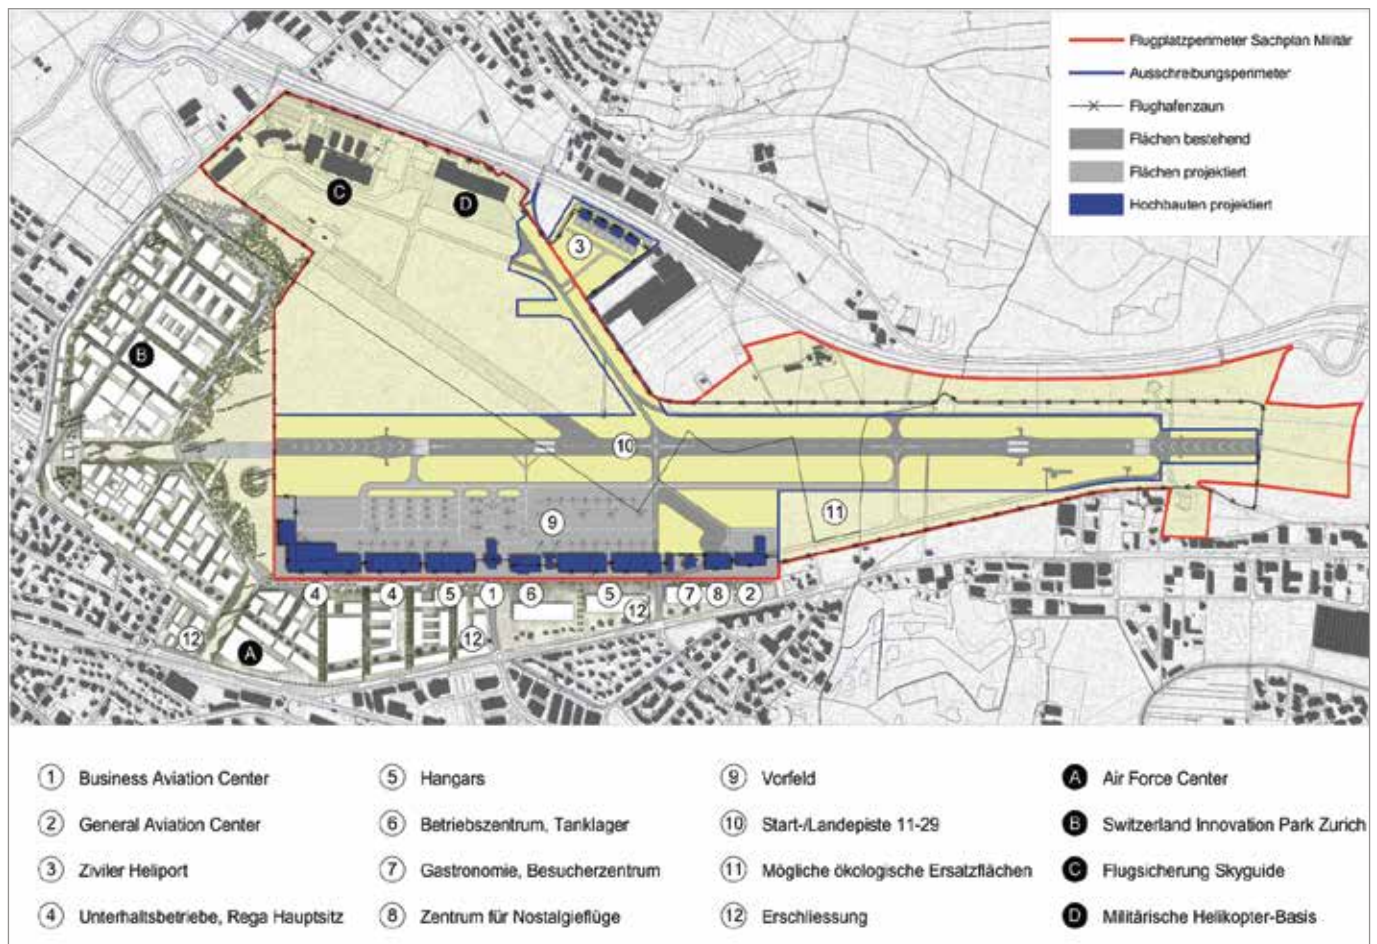 Flugplatzperimeter Sachplan Militär
Ausschreibungsperimeter
Flughafenzaun
Flächen bestehend
Flächen projektiert
Hochbauten projektiert
C
D
3
B
10
9
11
4
4
5
1
6
5
7
8
2
12
12
12
A
1 Business Aviation Center
2 General Aviation Center
3 Ziviler Heliport
4 Unterhaltsbetriebe, Rega Hauptsitz
5 Hangars
6 Betriebszentrum, Tanklager
7 Gastronomie, Besucherzentrum
8 Zentrum für Nostalgieflüge
9 Vorfeld
10 Start-/Landepiste 11-29
11 Mögliche ökologische Ersatzflächen
12 Erschliessung
A Air Force Center
B Switzerland Innovation Park Zurich
C Flugsicherung Skyguide
D Militärische Helikopter-Basis